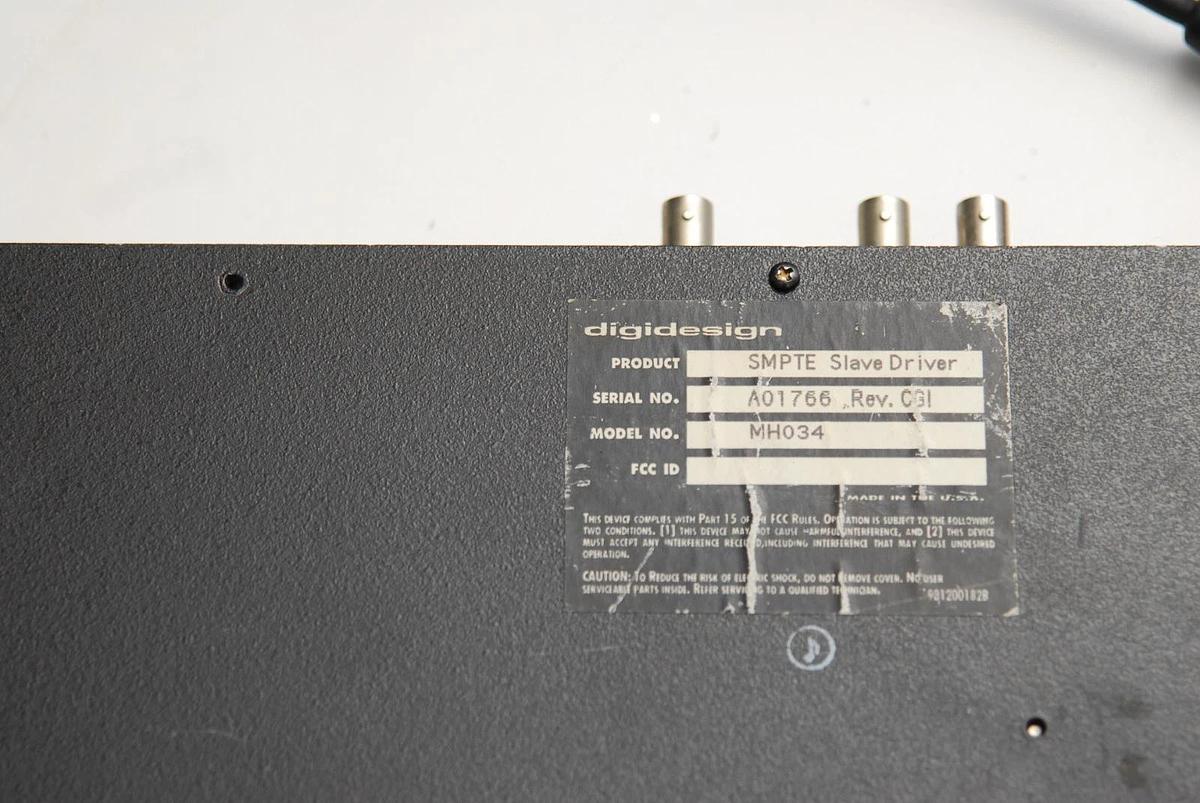 digidesign
PRODUCT SMPTE Slave Driver
SERIAL NO. A01766 Rev. CGI
MODEL NO. MH034
FCC ID
MADE IN THE U.S.A.
THIS DEVICE COMPLIES WITH PART 15 OF THE FCC RULES. OPERATION IS SUBJECT TO THE FOLLOWING
TWO CONDITIONS. [1] THIS DEVICE MAY NOT CAUSE HARMFUL INTERFERENCE, AND [2] THIS DEVICE
MUST ACCEPT ANY INTERFERENCE RECEIVED, INCLUDING INTERFERENCE THAT MAY CAUSE UNDESIRED
OPERATION.
CAUTION: TO REDUCE THE RISK OF ELECTRIC SHOCK, DO NOT REMOVE COVER. NO USER
SERVICEABLE PARTS INSIDE. REFER SERVICING TO A QUALIFIED TECHNICIAN. 981200182B